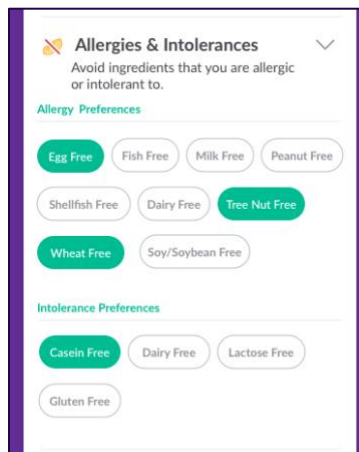 Allergies & Intolerances
Avoid ingredients that you are allergic
or intolerant to.
Allergy Preferences
Egg Free Fish Free Milk Free Peanut Free
Shellfish Free Dairy Free Tree Nut Free
Wheat Free Soy/Soybean Free
Intolerance Preferences
Casein Free Dairy Free Lactose Free
Gluten Free